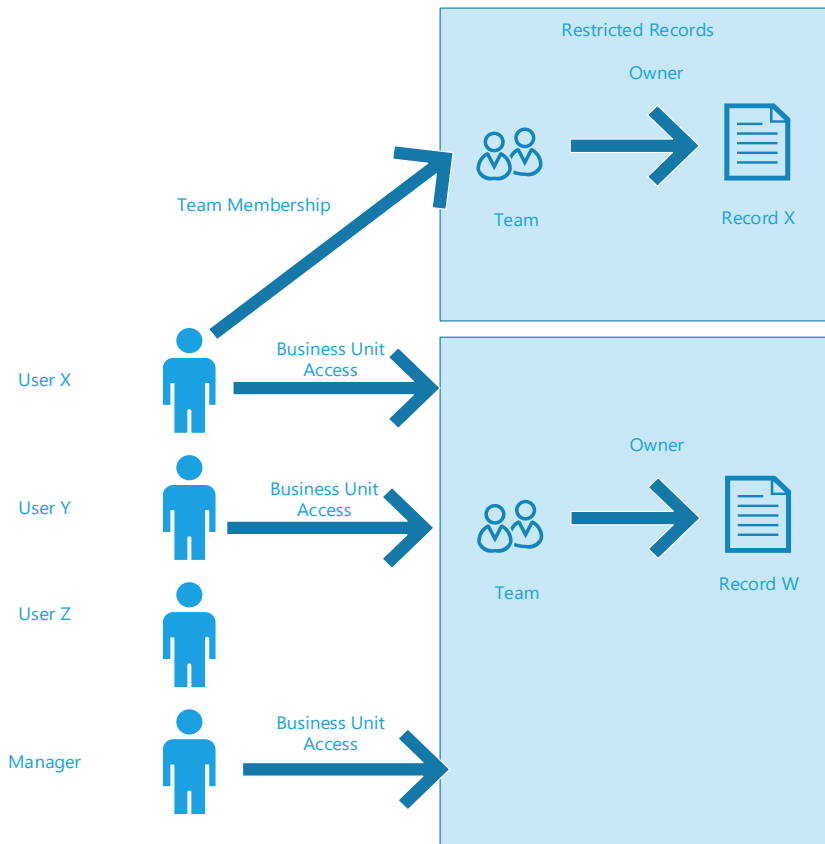 Restricted Records
Owner
Team Membership
Team
Record X
User X
Business Unit
Access
Owner
User Y
Business Unit
Access
Team
Record W
User Z
Manager
Business Unit
Access